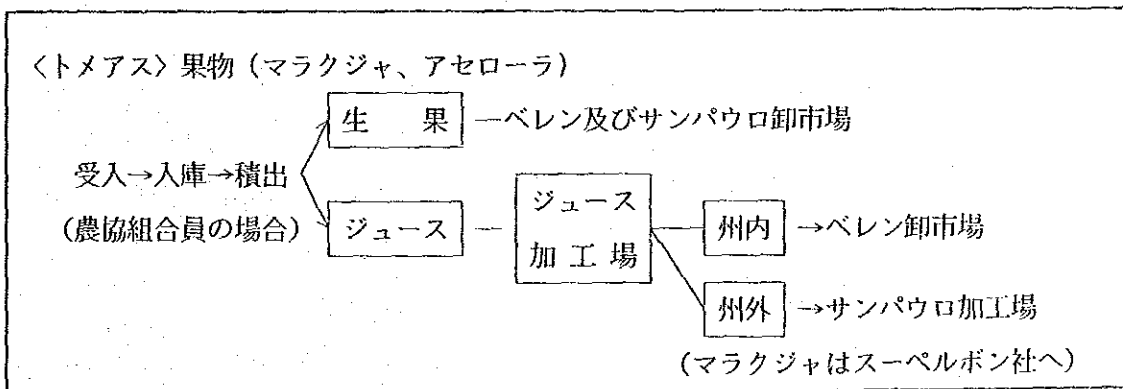 〈トメアス〉果物（マラクジャ、アセローラ）
生　果 ―ベレン及びサンパウロ卸市場
受入→入庫→積出
（農協組合員の場合）
ジュース
ジュース
加工場
州内 →ベレン卸市場
州外 →サンパウロ加工場
（マラクジャはスーペルボン社へ）